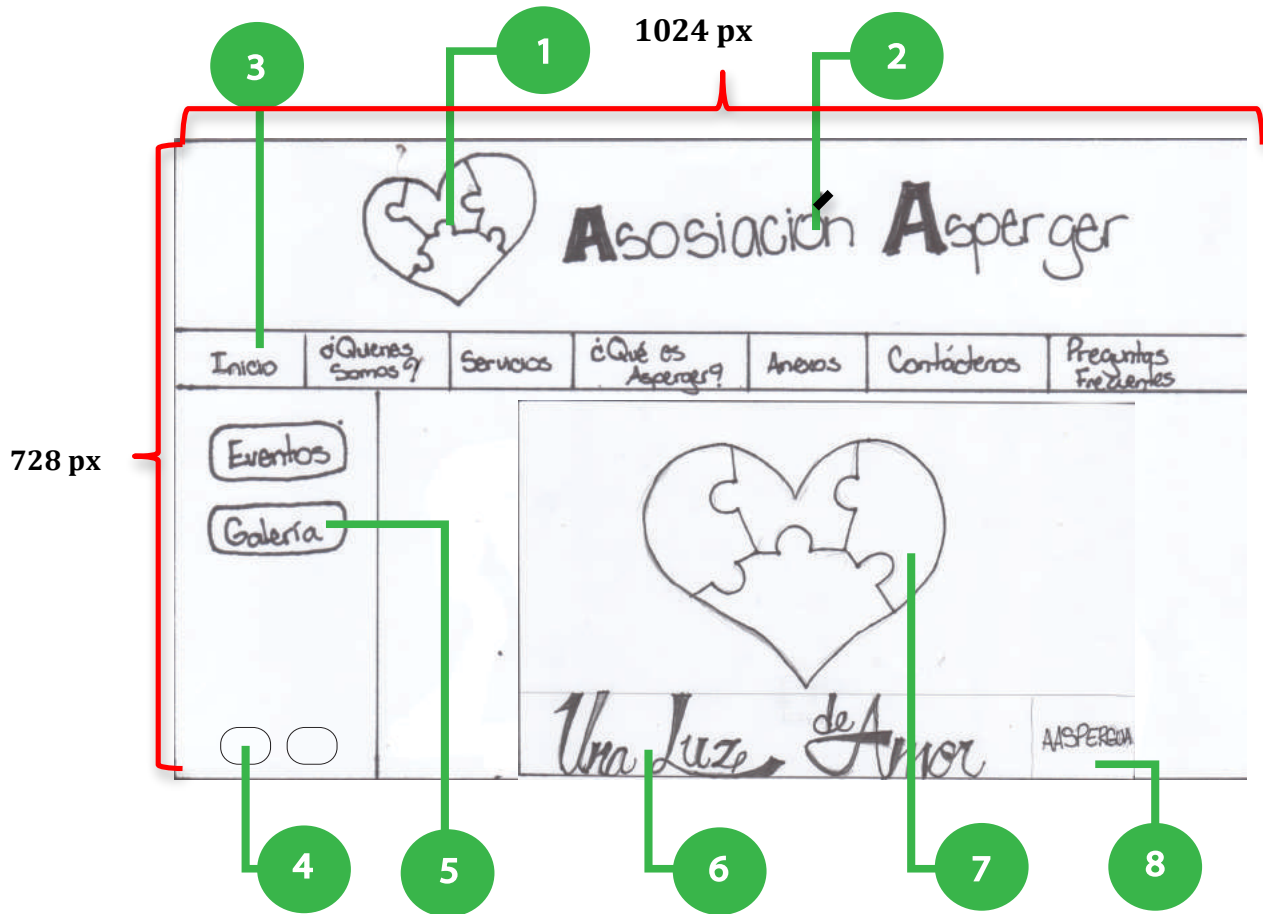 1024 px
1
2
3
Asosiación Asperger
Inicio
¿Quienes
Somos?
Servicios
¿Qué es
Asperger?
Anexos
Contáctenos
Preguntas
Frecuentes
728 px
Eventos
Galería
Una Luz de Amor
AASPERGUA
4
5
6
7
8